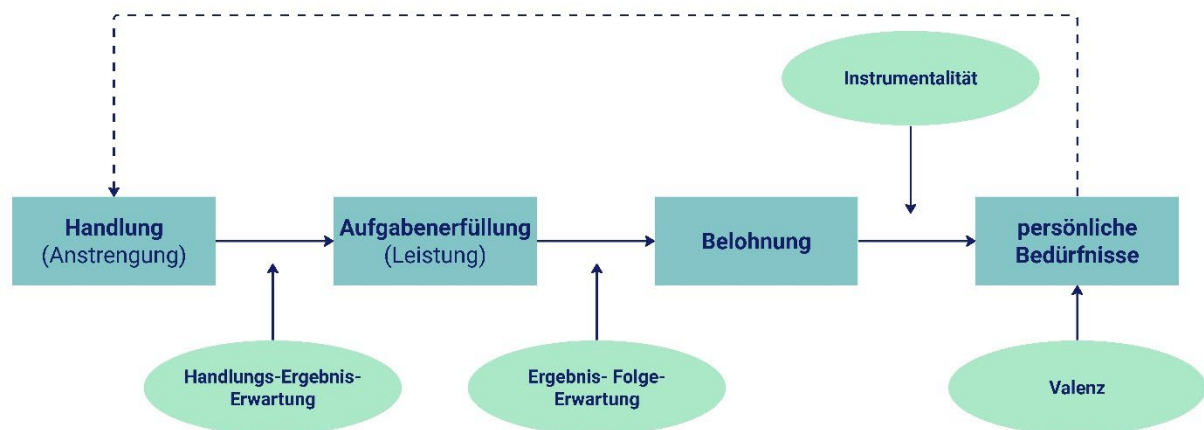 Instrumentalität
Handlung
(Anstrengung)
Aufgabenerfüllung
(Leistung)
Belohnung
persönliche
Bedürfnisse
Handlungs-Ergebnis-
Erwartung
Ergebnis- Folge-
Erwartung
Valenz